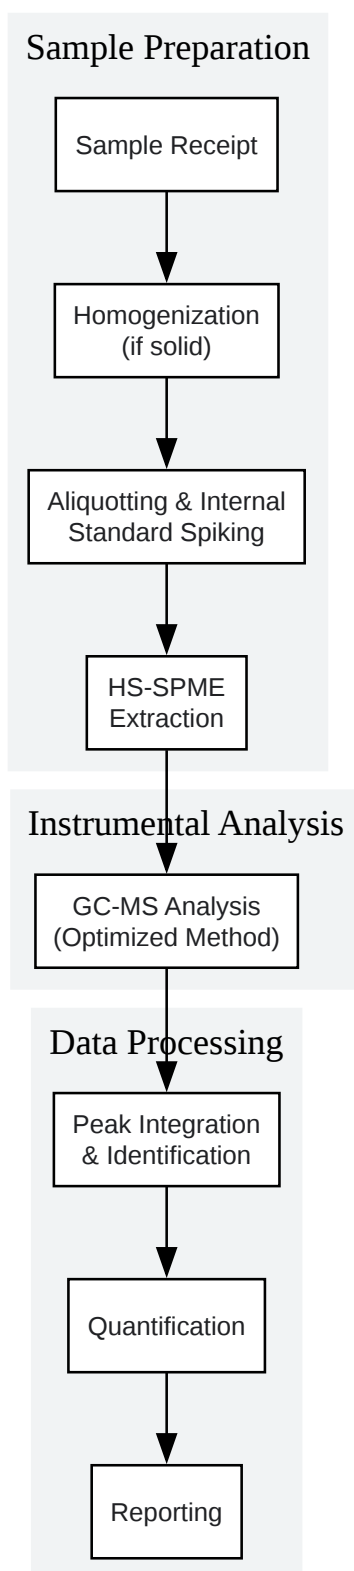 Sample Preparation
Sample Receipt
Homogenization
(if solid)
Aliquotting & Internal
Standard Spiking
HS-SPME
Extraction
Instrumental Analysis
GC-MS Analysis
(Optimized Method)
Data Processing
Peak Integration
& Identification
Quantification
Reporting